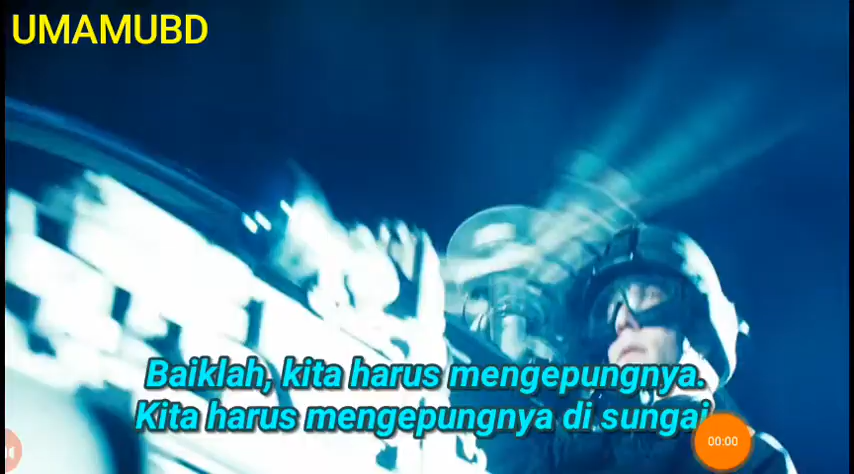 UMAMUBD
Baiklah, kita harus mengepungnya.
Kita harus mengepungnya di sungai
00:00